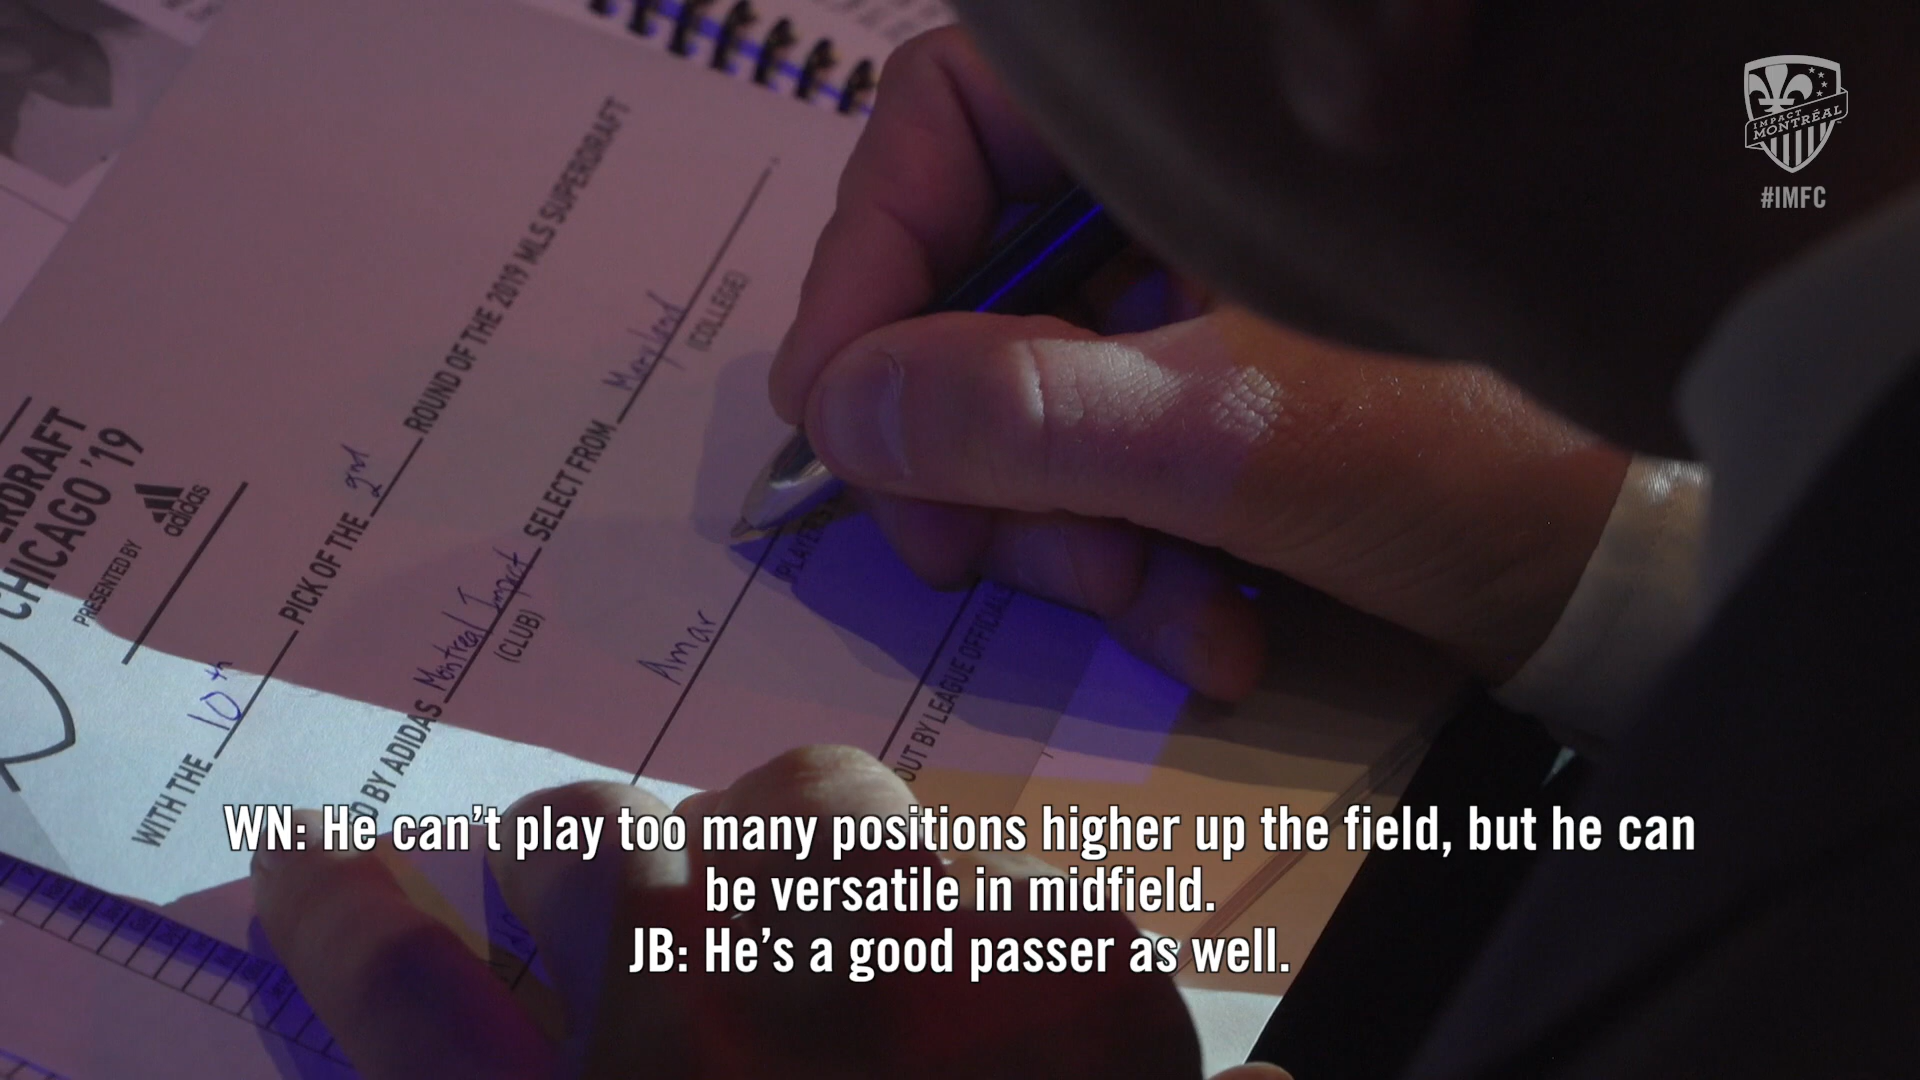 ERDRAFT
CHICAGO '19
PRESENTED BY
adidas
WITH THE 10th PICK OF THE 2nd ROUND OF THE 2019 MLS SUPERDRAFT
D BY ADIDAS Montreal Impact SELECT FROM Maryland
(CLUB) (COLLEGE)
Amar
PLAYER
OUT BY LEAGUE OFFICIAL
IMPACT
MONTRÉAL
#IMFC
WN: He can't play too many positions higher up the field, but he can
be versatile in midfield.
JB: He's a good passer as well.